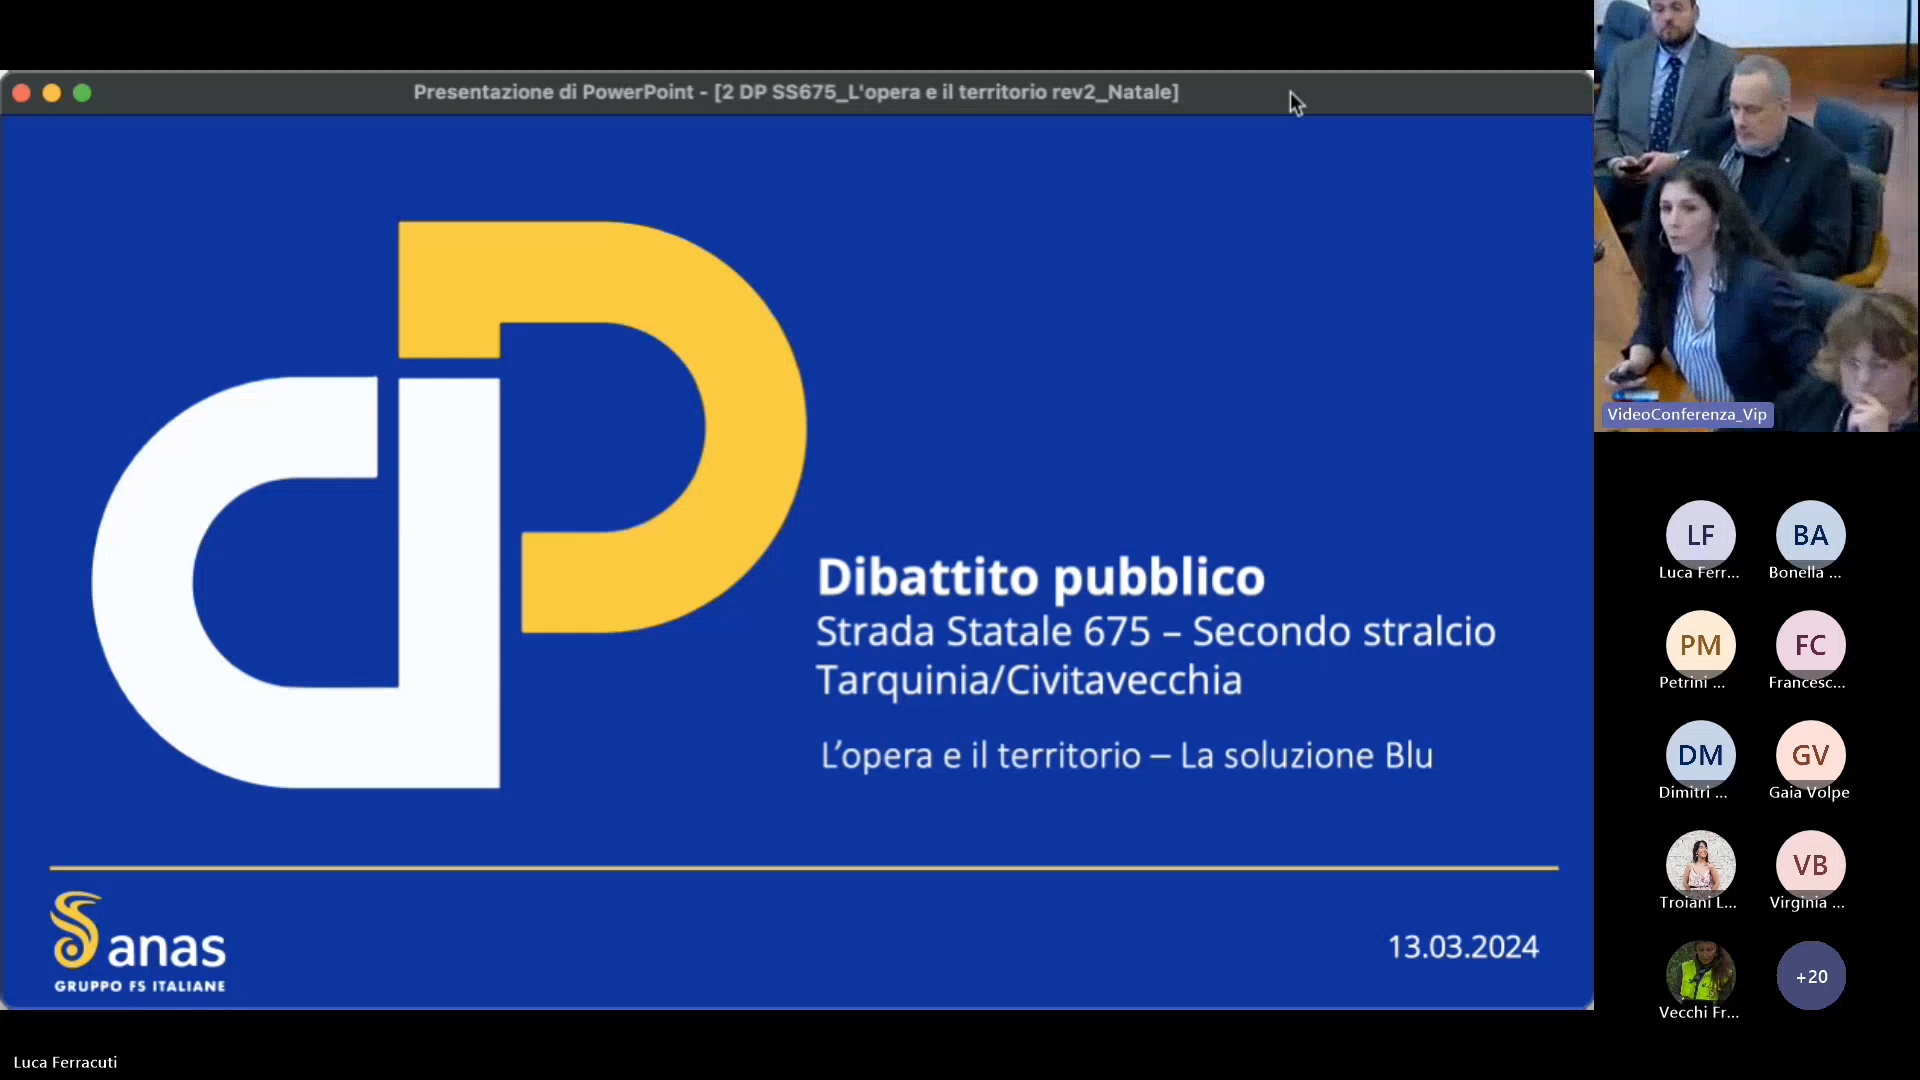 Presentazione di PowerPoint - [2 DP SS675_L'opera e il territorio rev2_Natale]
Dibattito pubblico
Strada Statale 675 – Secondo stralcio
Tarquinia/Civitavecchia
L’opera e il territorio – La soluzione Blu
anas
GRUPPO FS ITALIANE
13.03.2024
VideoConferenza_Vip
LF
BA
Luca Ferr...
Bonella ...
PM
FC
Petrini ...
Francesc...
DM
GV
Dimitri ...
Gaia Volpe
VB
Troiani L...
Virginia ...
+20
Vecchi Fr...
Luca Ferracuti